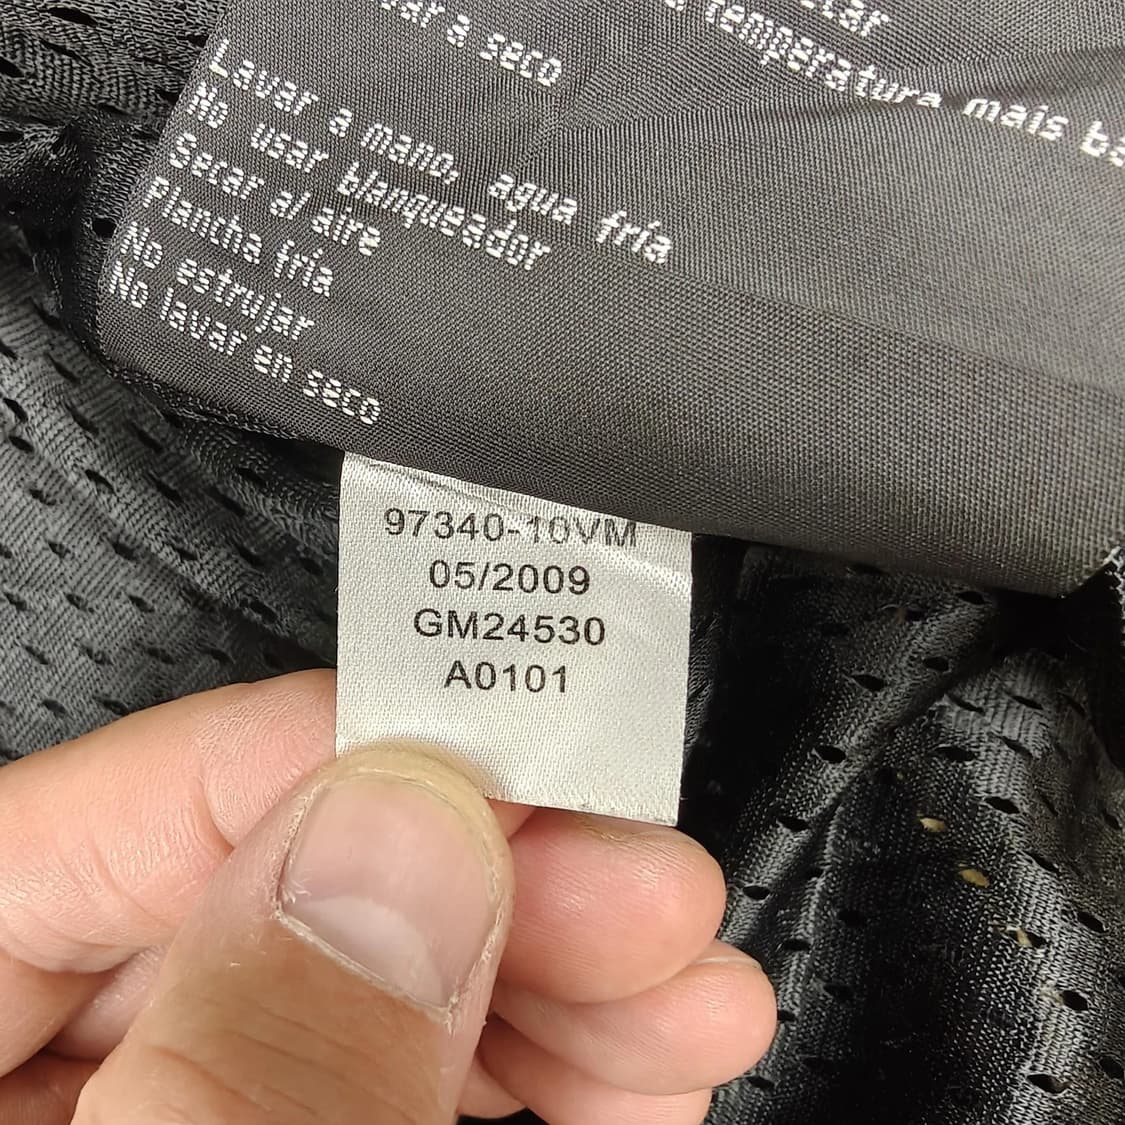 a seco
temperatura mais
Lavar a mano, agua fría
No usar blanqueador
Secar al aire
Plancha fría
No estrujar
No lavar en seco
97340-10VM
05/2009
GM24530
A0101